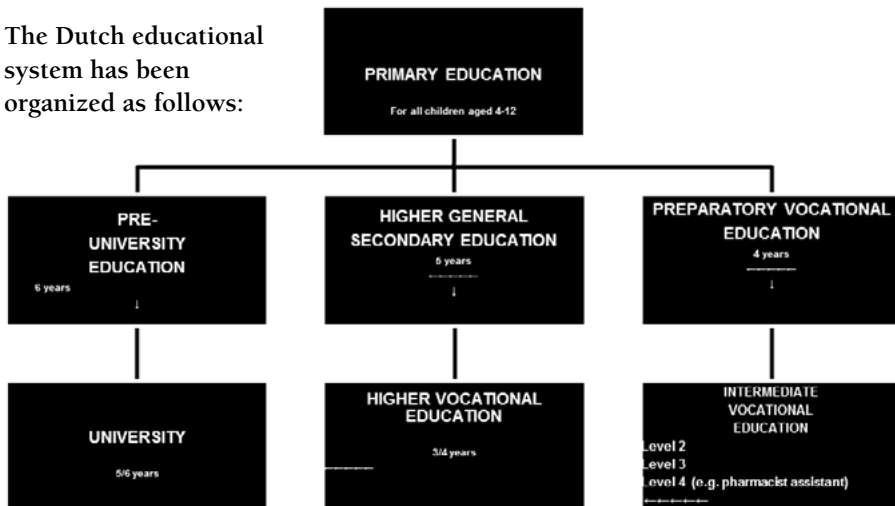 The Dutch educational
system has been
organized as follows:
PRIMARY EDUCATION
For all children aged 4-12
PRE-
UNIVERSITY
EDUCATION
6 years
↓
HIGHER GENERAL
SECONDARY EDUCATION
5 years
←←←←←←
↓
PREPARATORY VOCATIONAL
EDUCATION
4 years
←←←←←←
↓
UNIVERSITY
5/6 years
HIGHER VOCATIONAL
EDUCATION
3/4 years
←←←←←←
INTERMEDIATE
VOCATIONAL
EDUCATION
Level 2
Level 3
Level 4 (e.g. pharmacist assistant)
←←←←←←